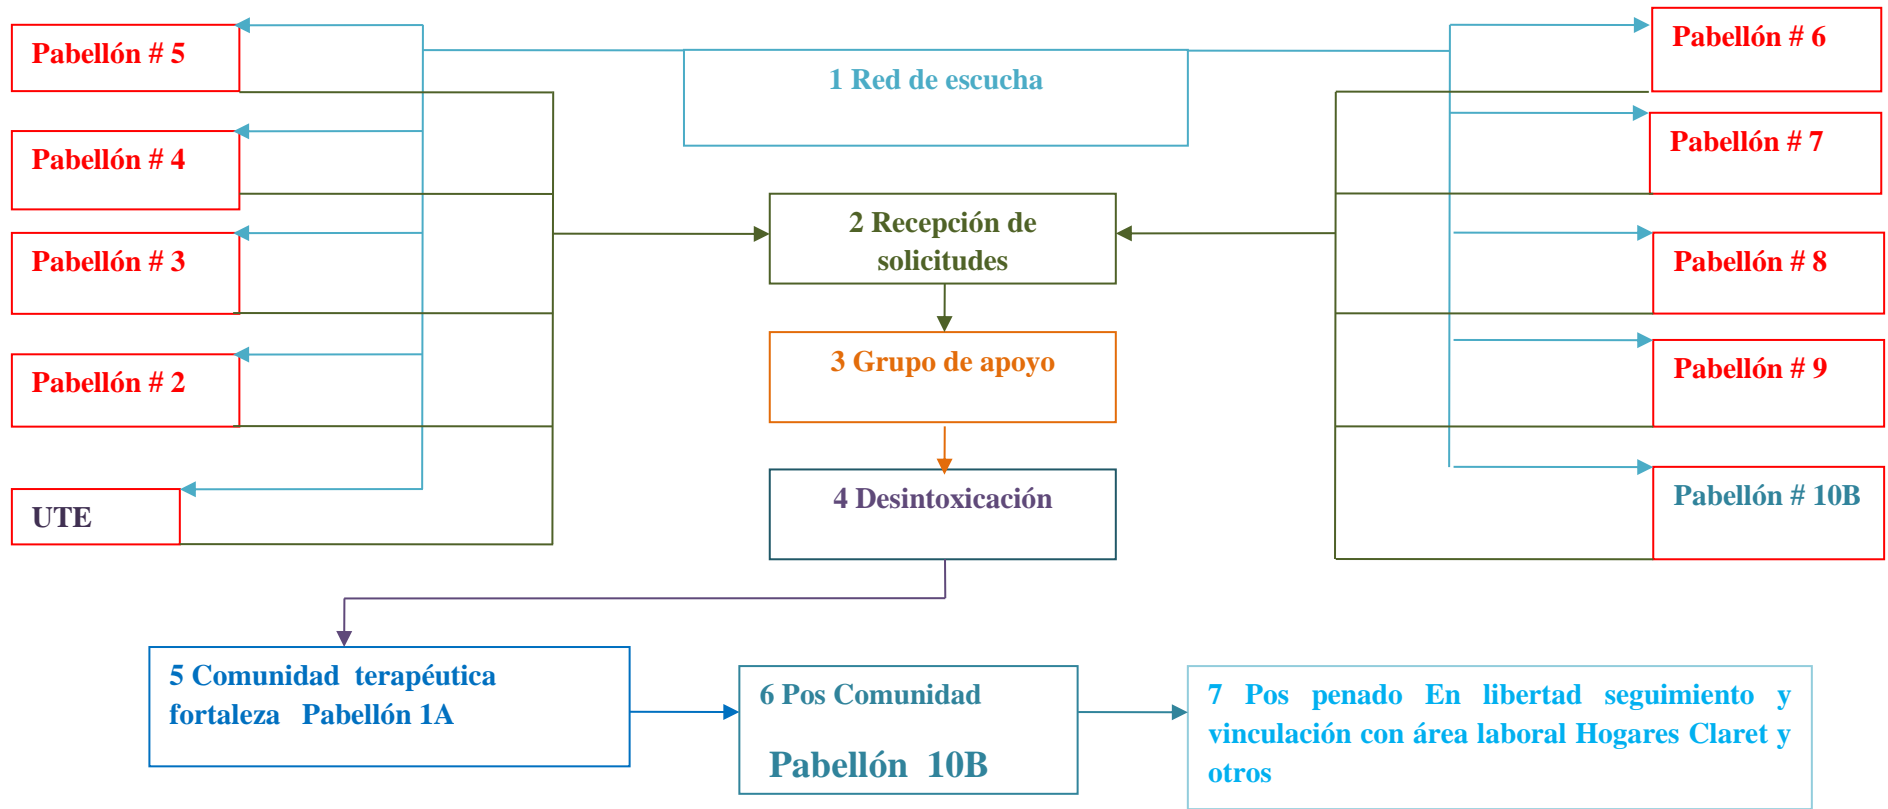 Pabellón # 5
Pabellón # 4
Pabellón # 3
Pabellón # 2
UTE
1 Red de escucha
2 Recepción de
solicitudes
3 Grupo de apoyo
4 Desintoxicación
Pabellón # 6
Pabellón # 7
Pabellón # 8
Pabellón # 9
Pabellón # 10B
5 Comunidad terapéutica
fortaleza Pabellón 1A
6 Pos Comunidad
Pabellón 10B
7 Pos penado En libertad seguimiento y
vinculación con área laboral Hogares Claret y
otros